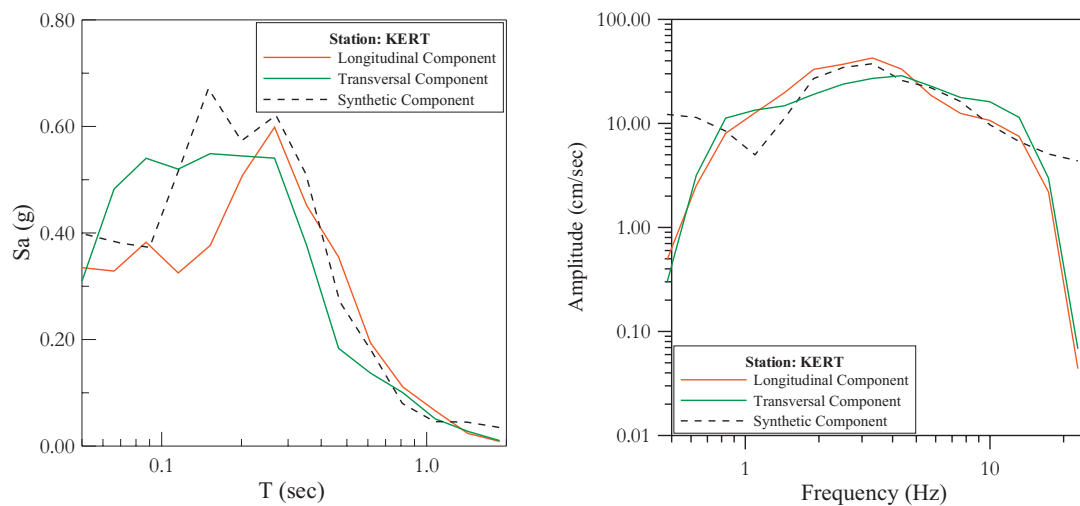 0.80
0.60
0.40
0.20
0.00
Sa (g)
Station: KERT
Longitudinal Component
Transversal Component
Synthetic Component
0.1
1.0
T (sec)
100.00
10.00
1.00
0.10
0.01
Amplitude (cm/sec)
Station: KERT
Longitudinal Component
Transversal Component
Synthetic Component
1
10
Frequency (Hz)